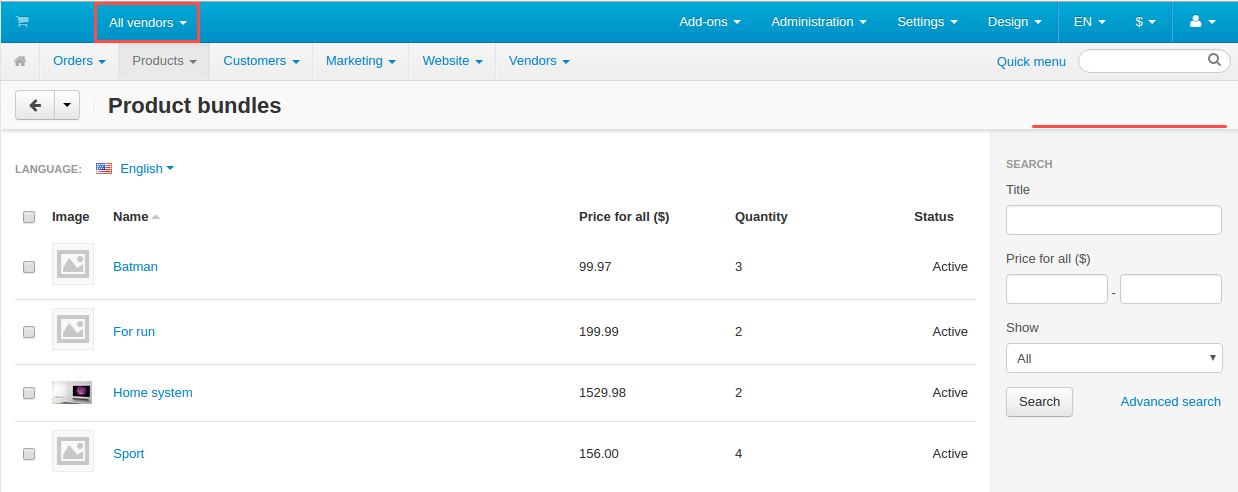 All vendors Add-ons Administration Settings Design EN $
Orders Products Customers Marketing Website Vendors Quick menu
Product bundles
LANGUAGE: English
Image Name Price for all ($) Quantity Status
Batman 99.97 3 Active
For run 199.99 2 Active
Home system 1529.98 2 Active
Sport 156.00 4 Active
SEARCH
Title
Price for all ($)
-
Show
All
Search Advanced search